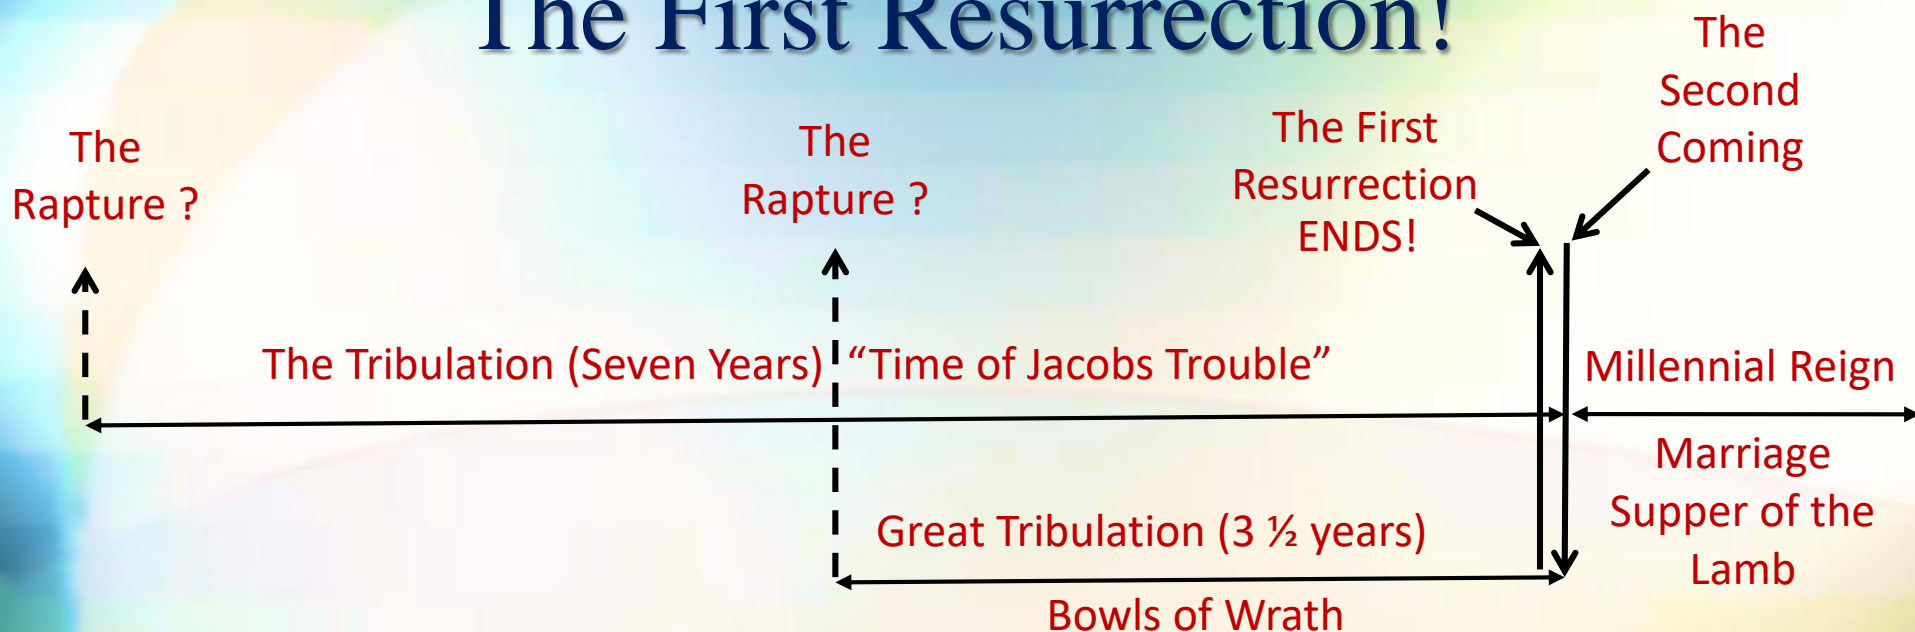 The First Resurrection!
The
Rapture ?
The
Rapture ?
The First
Resurrection
ENDS!
The
Second
Coming
The Tribulation (Seven Years) “Time of Jacobs Trouble”
Millennial Reign
Great Tribulation (3 ½ years)
Bowls of Wrath
Marriage
Supper of the
Lamb